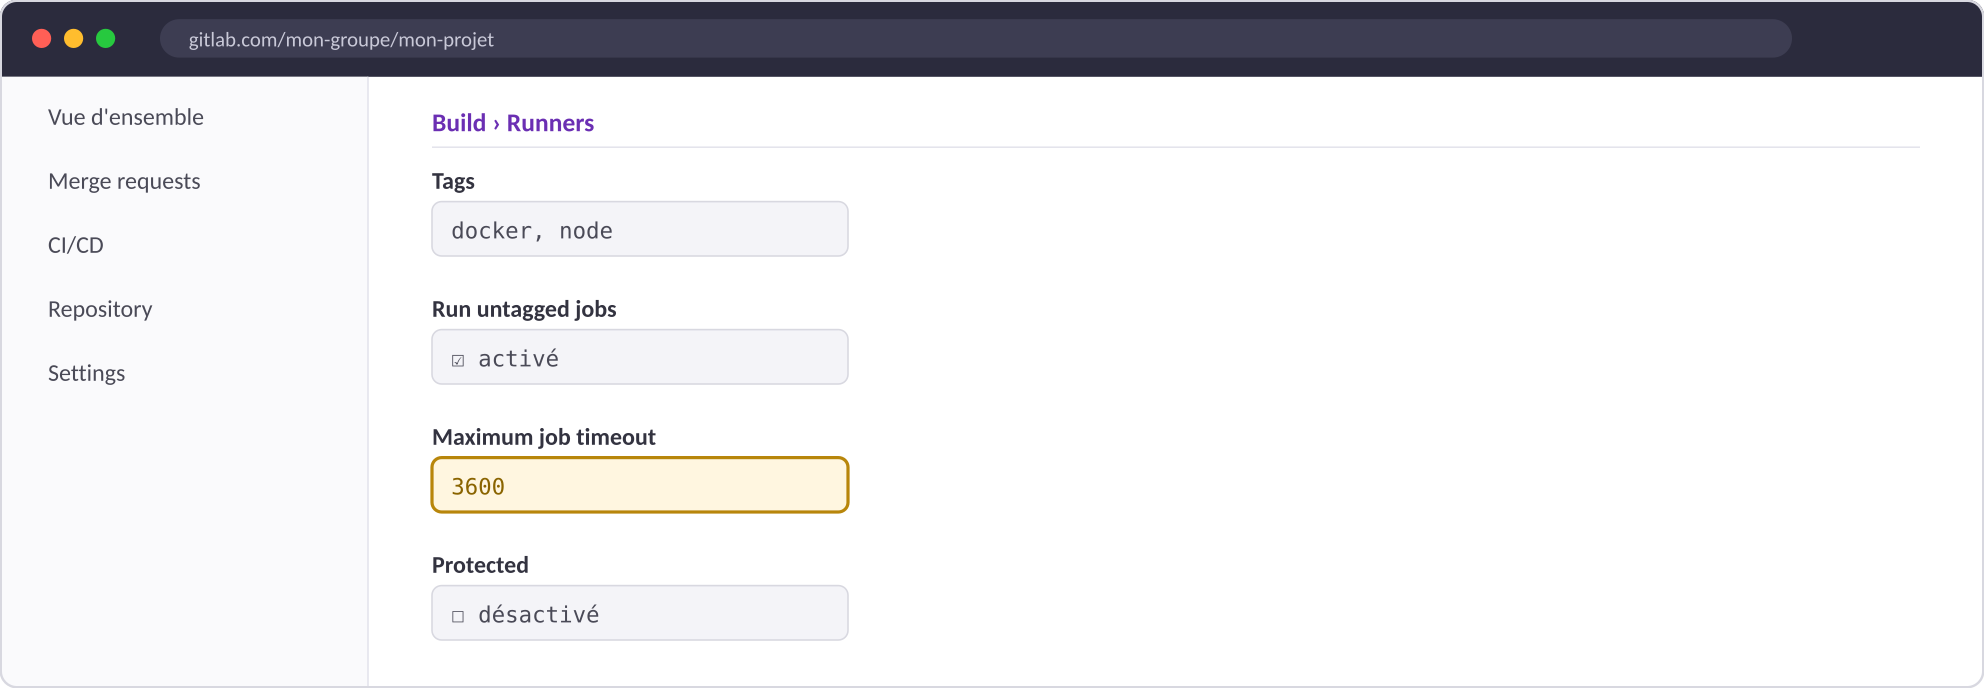 gitlab.com/mon-groupe/mon-projet
Vue d'ensemble
Merge requests
CI/CD
Repository
Settings
Build › Runners
Tags
docker, node
Run untagged jobs
☑ activé
Maximum job timeout
3600
Protected
☐ désactivé